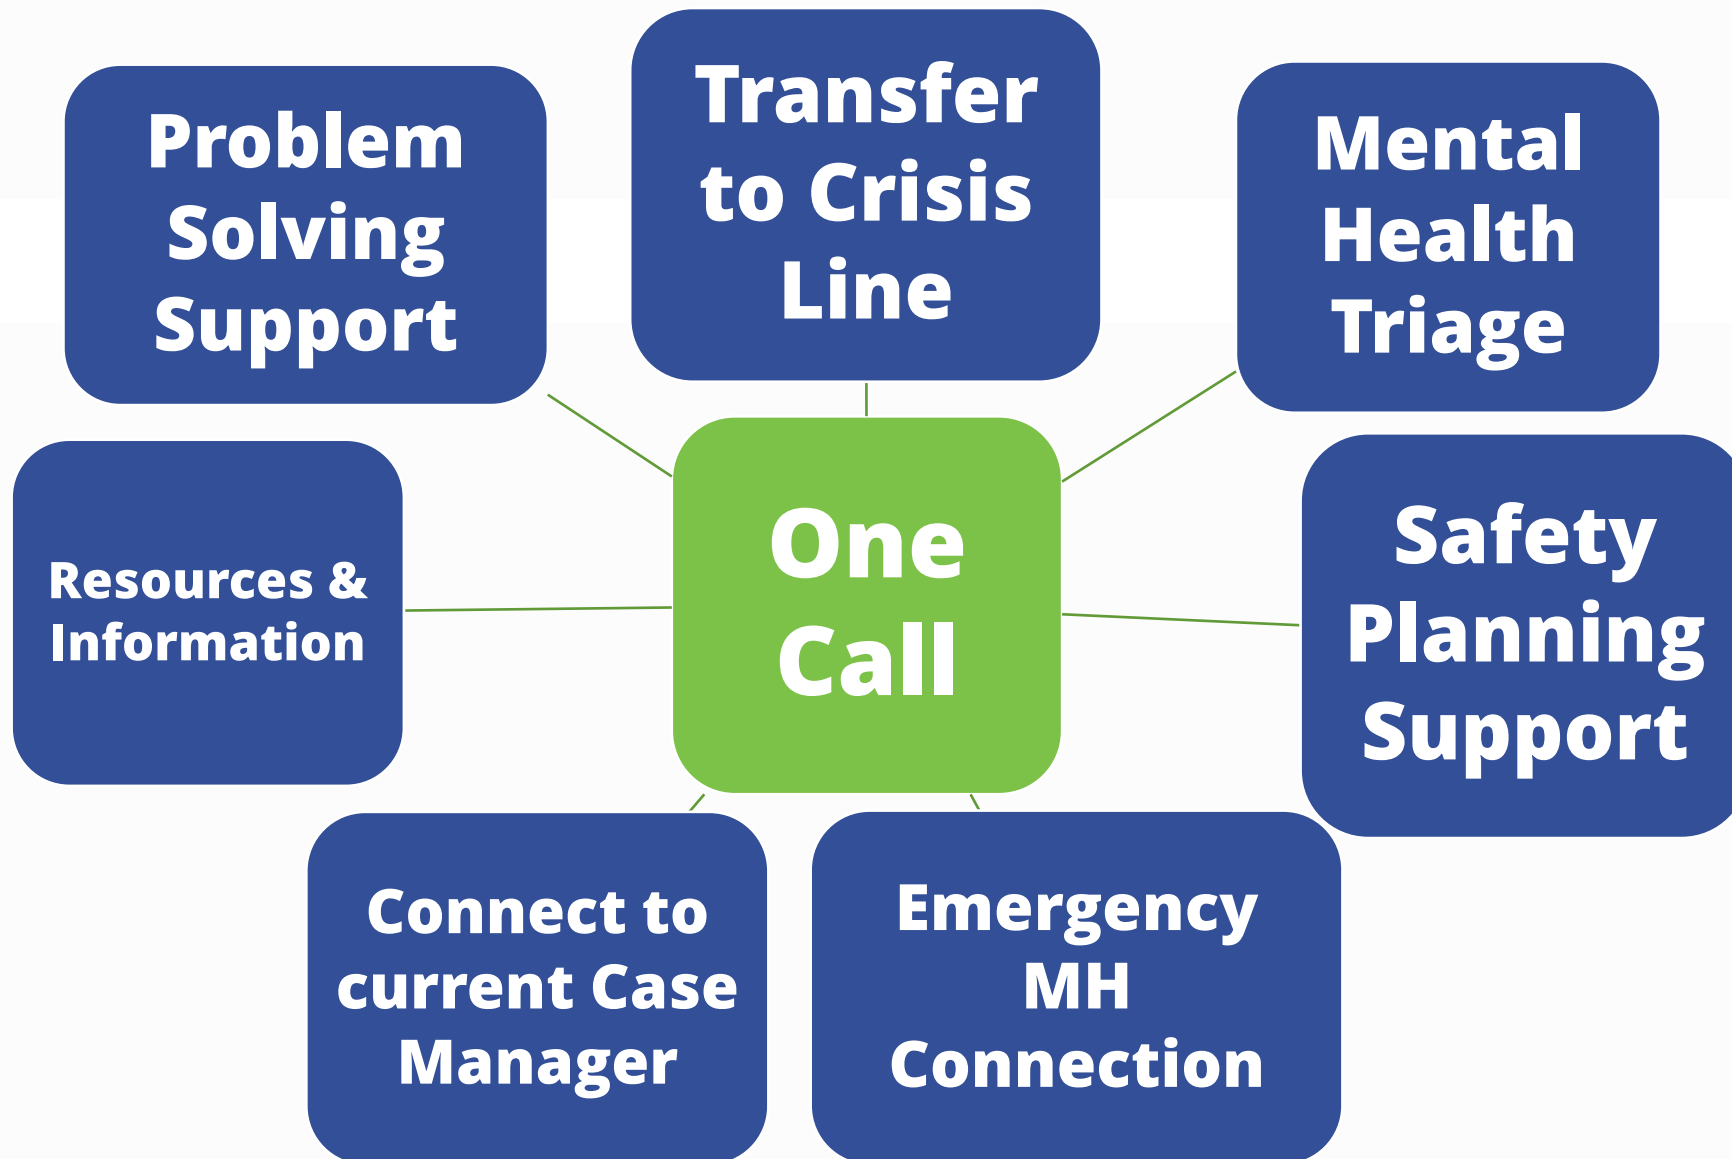 Problem
Solving
Support
Transfer
to Crisis
Line
Mental
Health
Triage
Resources &
Information
One
Call
Safety
Planning
Support
Connect to
current Case
Manager
Emergency
MH
Connection